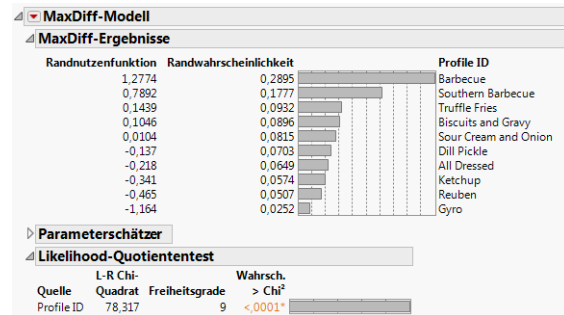 MaxDiff-Modell
MaxDiff-Ergebnisse
Randnutzenfunktion Randwahrscheinlichkeit Profile ID
1,2774 0,2895 Barbecue
0,7892 0,1777 Southern Barbecue
0,1439 0,0932 Truffle Fries
0,1046 0,0896 Biscuits and Gravy
0,0104 0,0815 Sour Cream and Onion
-0,137 0,0703 Dill Pickle
-0,218 0,0649 All Dressed
-0,341 0,0574 Ketchup
-0,465 0,0507 Reuben
-1,164 0,0252 Gyro
Parameterschätzer
Likelihood-Quotiententest
L-R Chi- Wahrsch.
Quelle Quadrat Freiheitsgrade > Chi²
Profile ID 78,317 9 <,0001*